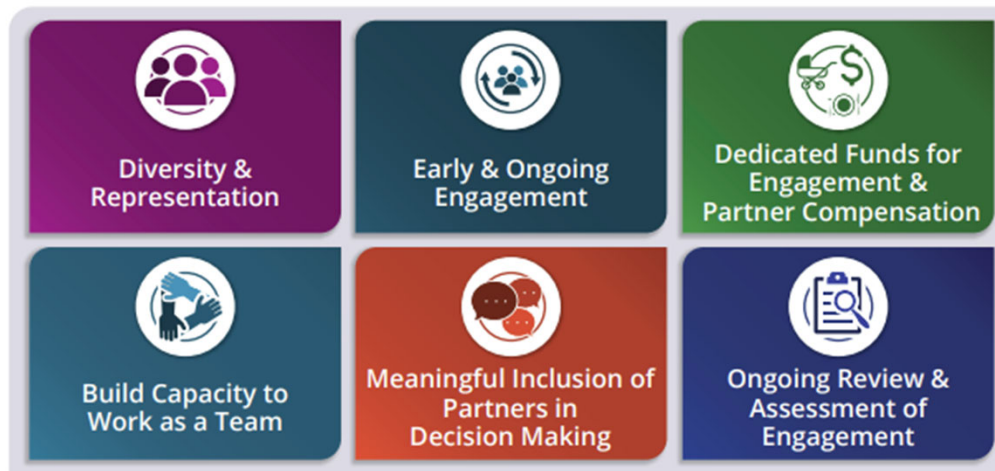 Diversity &
Representation
Early & Ongoing
Engagement
Dedicated Funds for
Engagement &
Partner Compensation
Build Capacity to
Work as a Team
Meaningful Inclusion of
Partners in
Decision Making
Ongoing Review &
Assessment of
Engagement